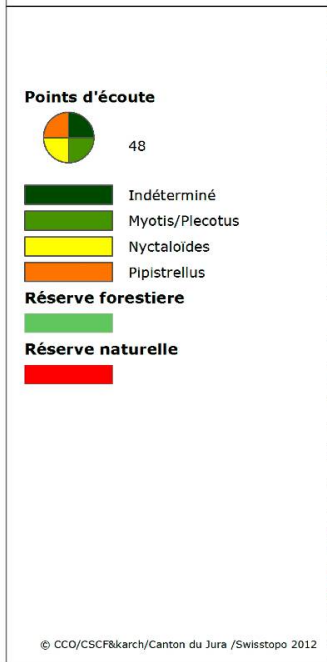 Points d'écoute
48
Indéterminé
Myotis/Plecotus
Nyctaloïdes
Pipistrellus
Réserve forestiere
Réserve naturelle
© CCO/CSCF&karch/Canton du Jura /Swisstopo 2012